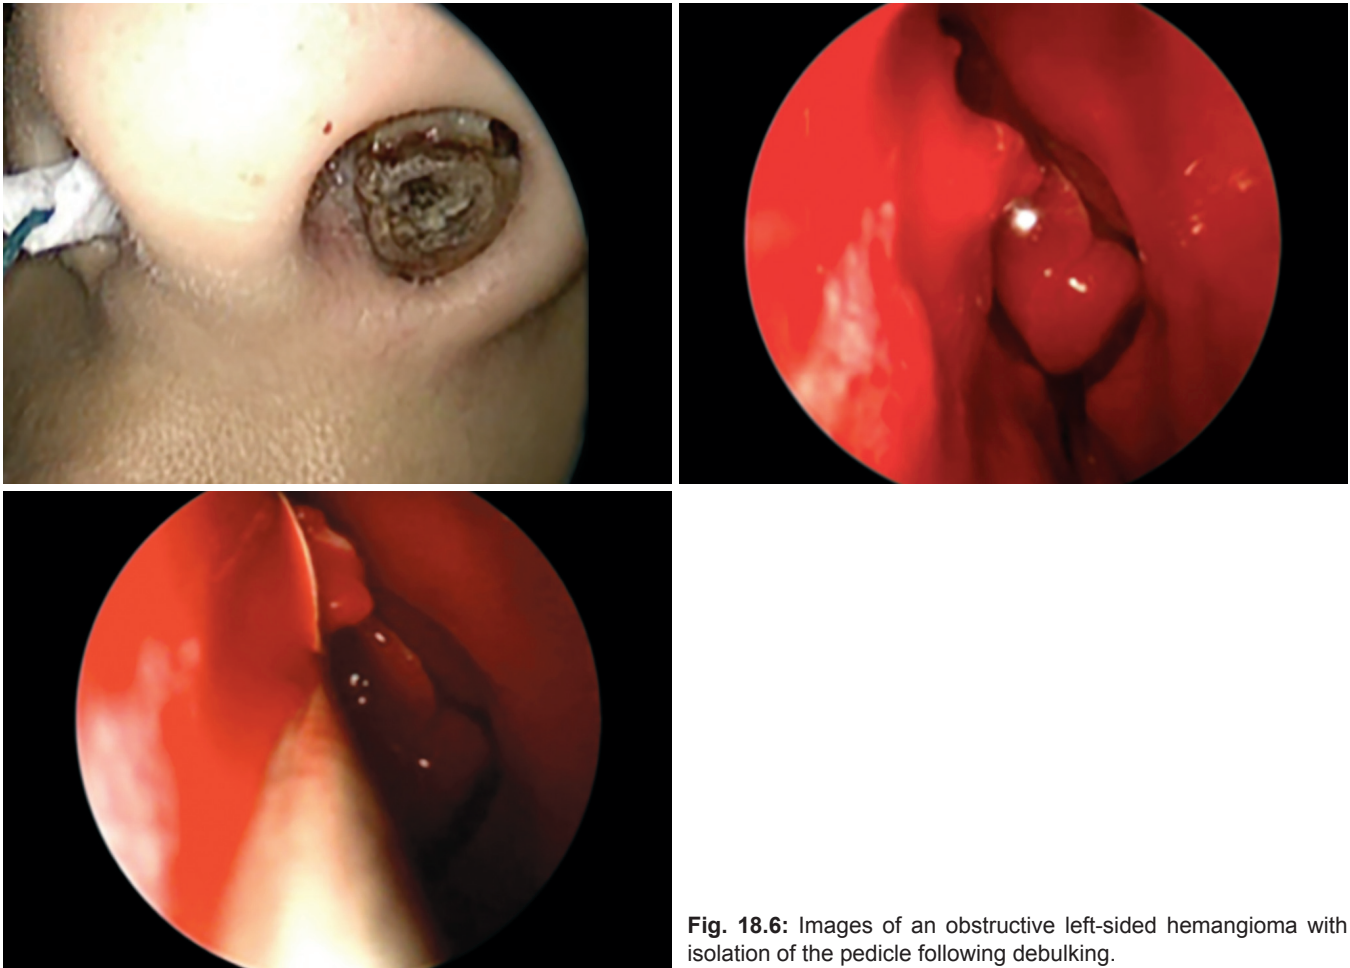 Fig. 18.6: Images of an obstructive left-sided hemangioma with
isolation of the pedicle following debulking.